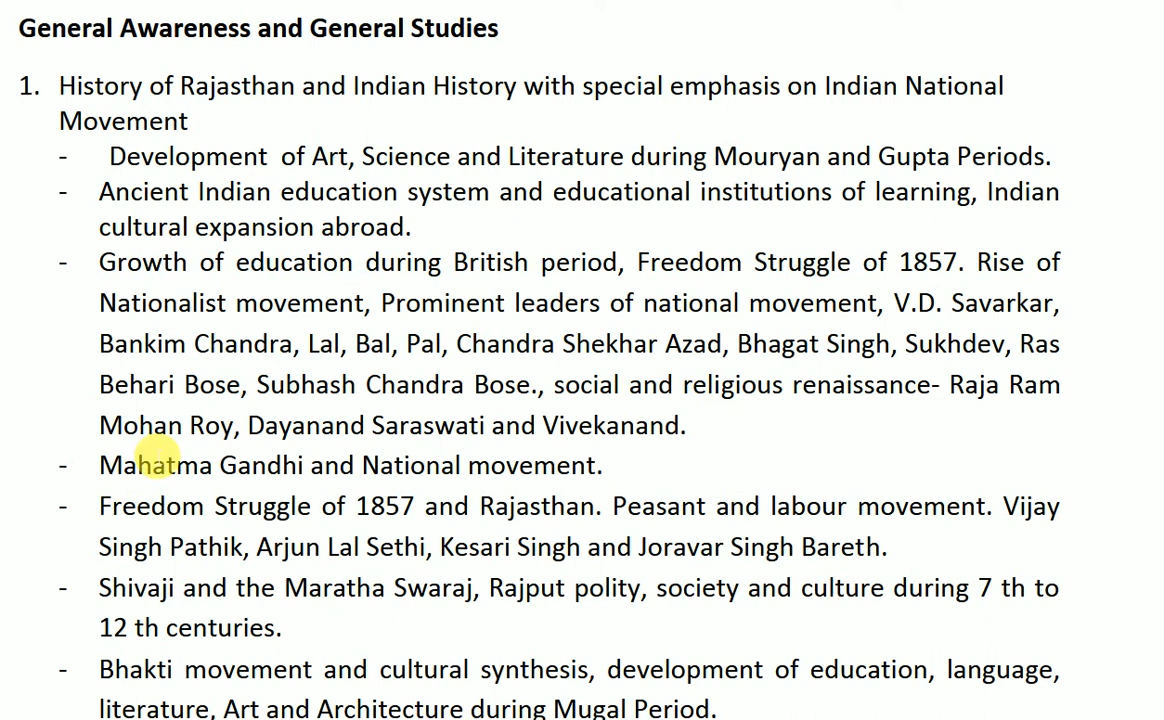 General Awareness and General Studies
1. History of Rajasthan and Indian History with special emphasis on Indian National
Movement
- Development of Art, Science and Literature during Mouryan and Gupta Periods.
- Ancient Indian education system and educational institutions of learning, Indian
cultural expansion abroad.
- Growth of education during British period, Freedom Struggle of 1857. Rise of
Nationalist movement, Prominent leaders of national movement, V.D. Savarkar,
Bankim Chandra, Lal, Bal, Pal, Chandra Shekhar Azad, Bhagat Singh, Sukhdev, Ras
Behari Bose, Subhash Chandra Bose., social and religious renaissance- Raja Ram
Mohan Roy, Dayanand Saraswati and Vivekanand.
- Mahatma Gandhi and National movement.
- Freedom Struggle of 1857 and Rajasthan. Peasant and labour movement. Vijay
Singh Pathik, Arjun Lal Sethi, Kesari Singh and Joravar Singh Bareth.
- Shivaji and the Maratha Swaraj, Rajput polity, society and culture during 7 th to
12 th centuries.
- Bhakti movement and cultural synthesis, development of education, language,
literature, Art and Architecture during Mugal Period.